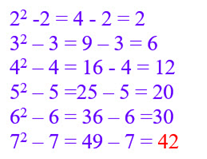 2² -2 = 4 - 2 = 2
3² – 3 = 9 – 3 = 6
4² – 4 = 16 - 4 = 12
5² – 5 =25 – 5 = 20
6² – 6 = 36 – 6 =30
7² – 7 = 49 – 7 = 42